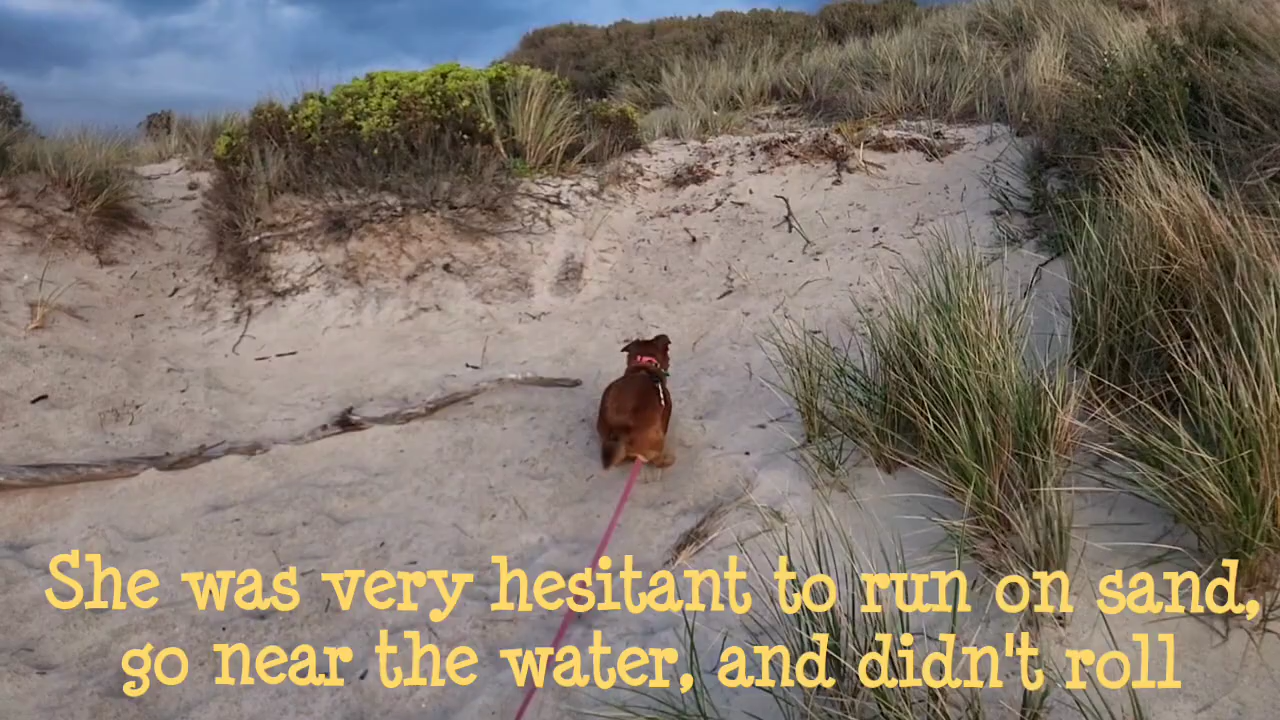 She was very hesitant to run on sand,
go near the water, and didn't roll